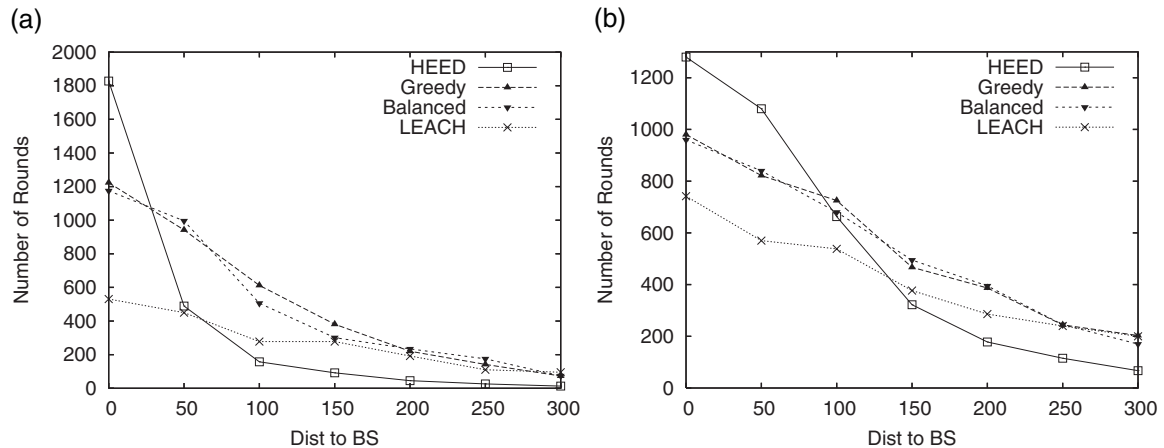 (a)
2000
1800
1600
1400
1200
1000
800
600
400
200
0
Number of Rounds
HEED
Greedy
Balanced
LEACH
0 50 100 150 200 250 300
Dist to BS
(b)
1200
1000
800
600
400
200
0
Number of Rounds
HEED
Greedy
Balanced
LEACH
0 50 100 150 200 250 300
Dist to BS